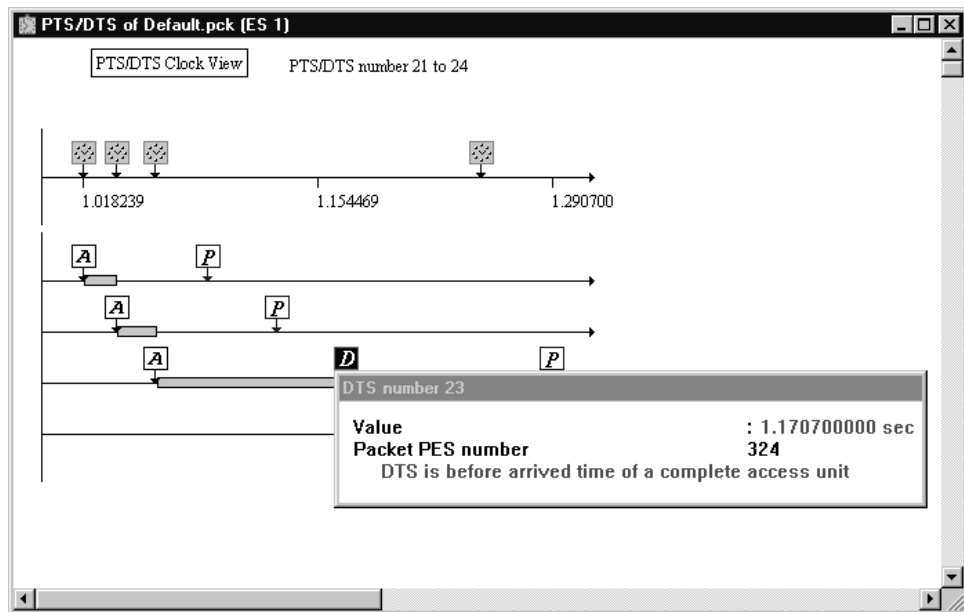 PTS/DTS of Default.pck (ES 1)
PTS/DTS Clock View PTS/DTS number 21 to 24
1.018239 1.154469 1.290700
A P
A P
A D P
DTS number 23
Value : 1.170700000 sec
Packet PES number 324
DTS is before arrived time of a complete access unit